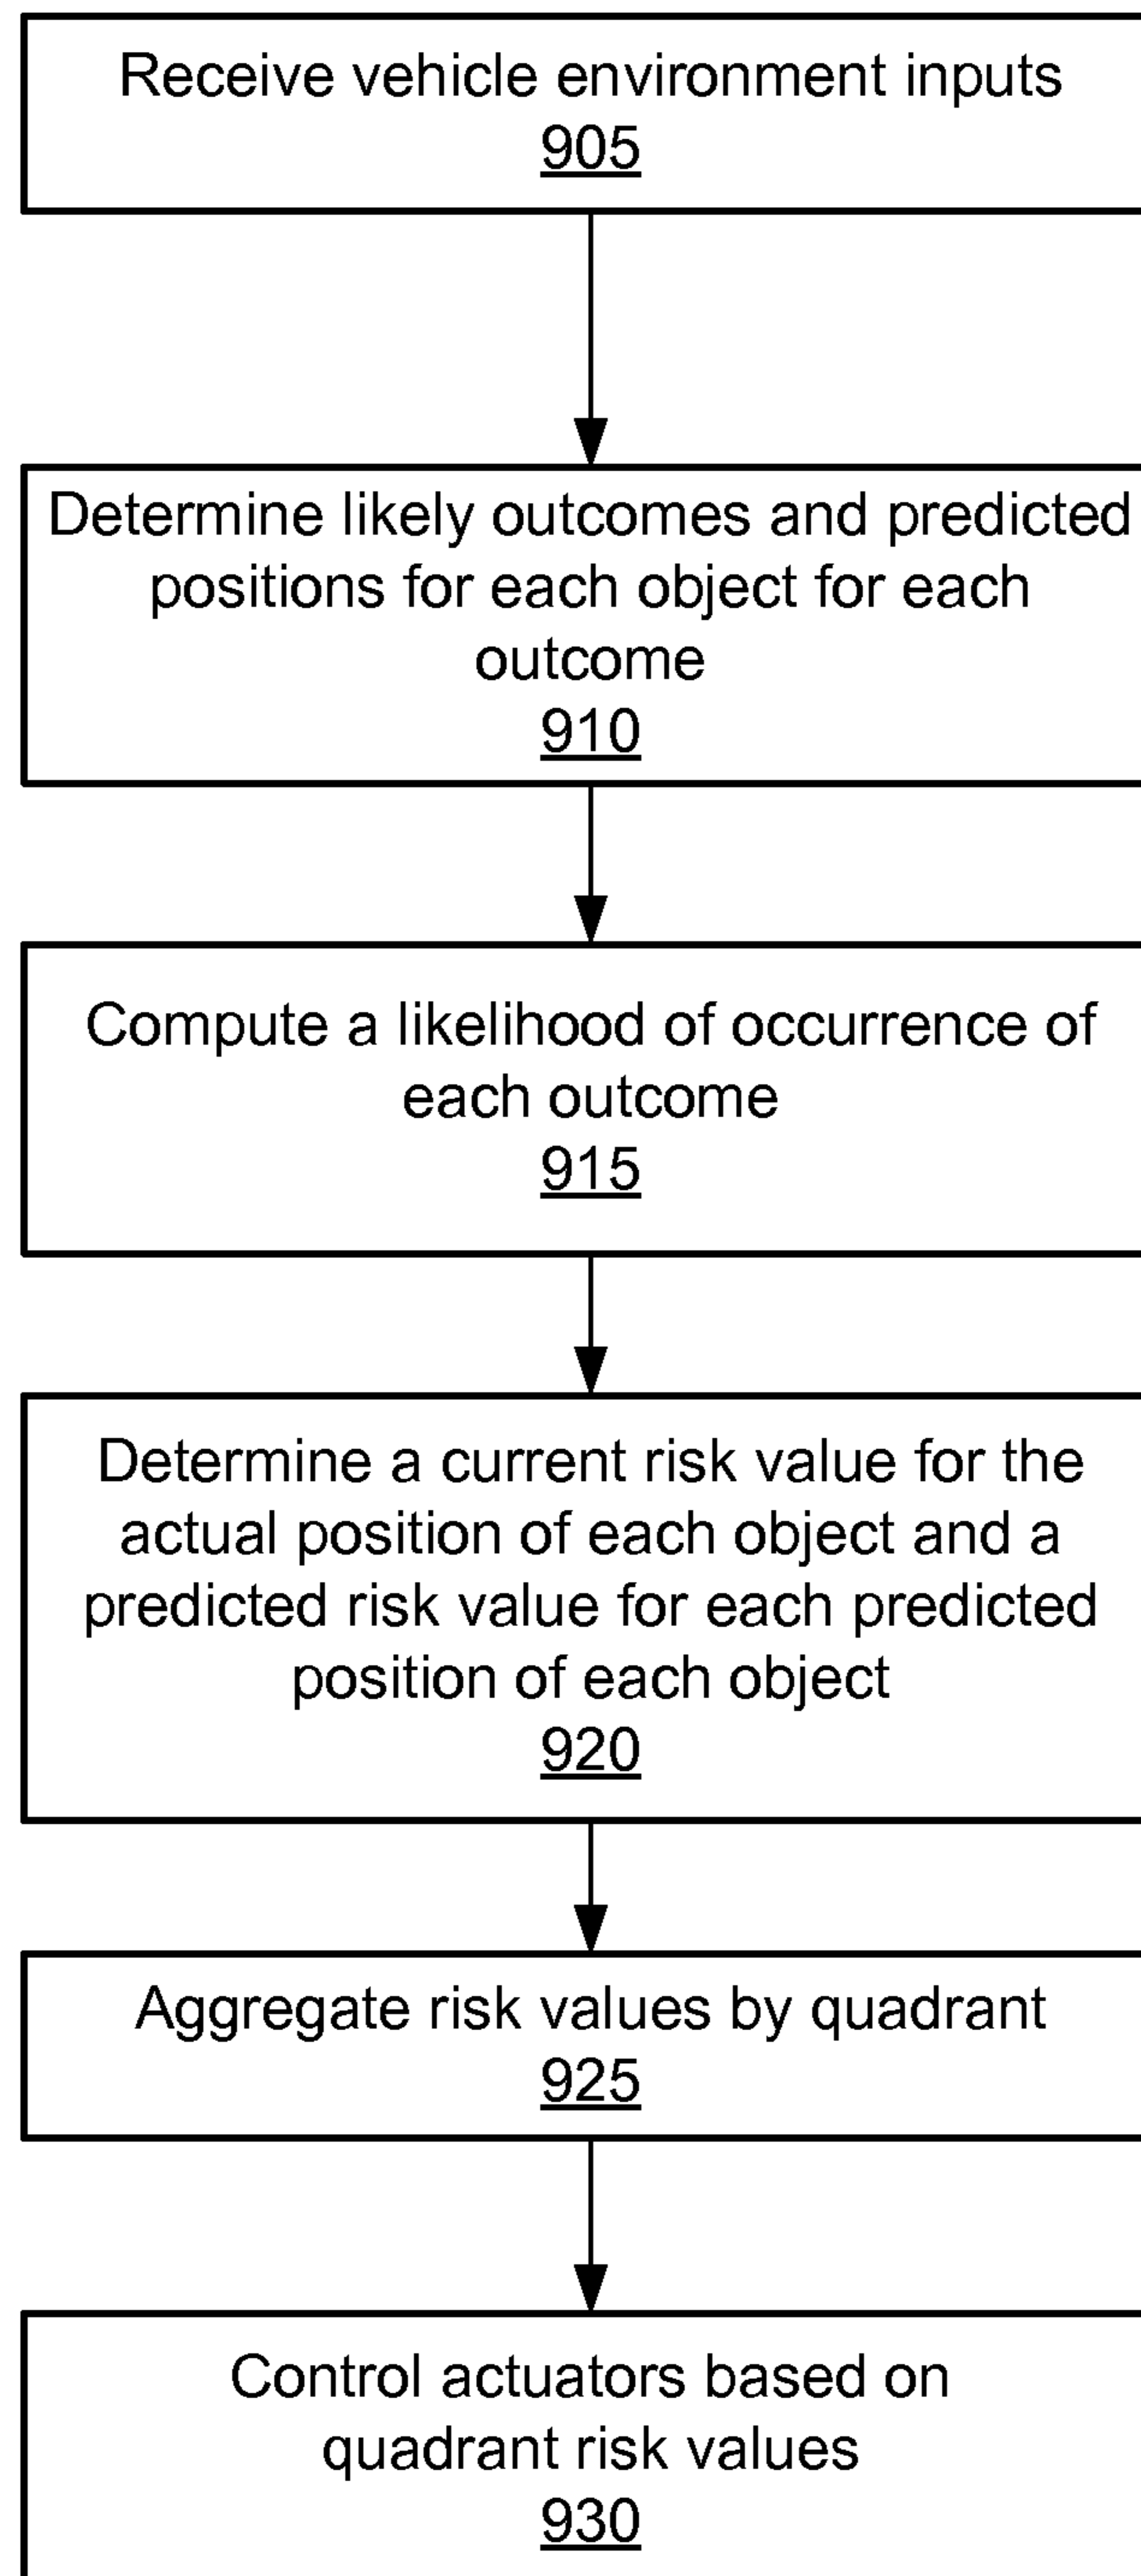 Receive vehicle environment inputs
905
Determine likely outcomes and predicted
positions for each object for each
outcome
910
Compute a likelihood of occurrence of
each outcome
915
Determine a current risk value for the
actual position of each object and a
predicted risk value for each predicted
position of each object
920
Aggregate risk values by quadrant
925
Control actuators based on
quadrant risk values
930